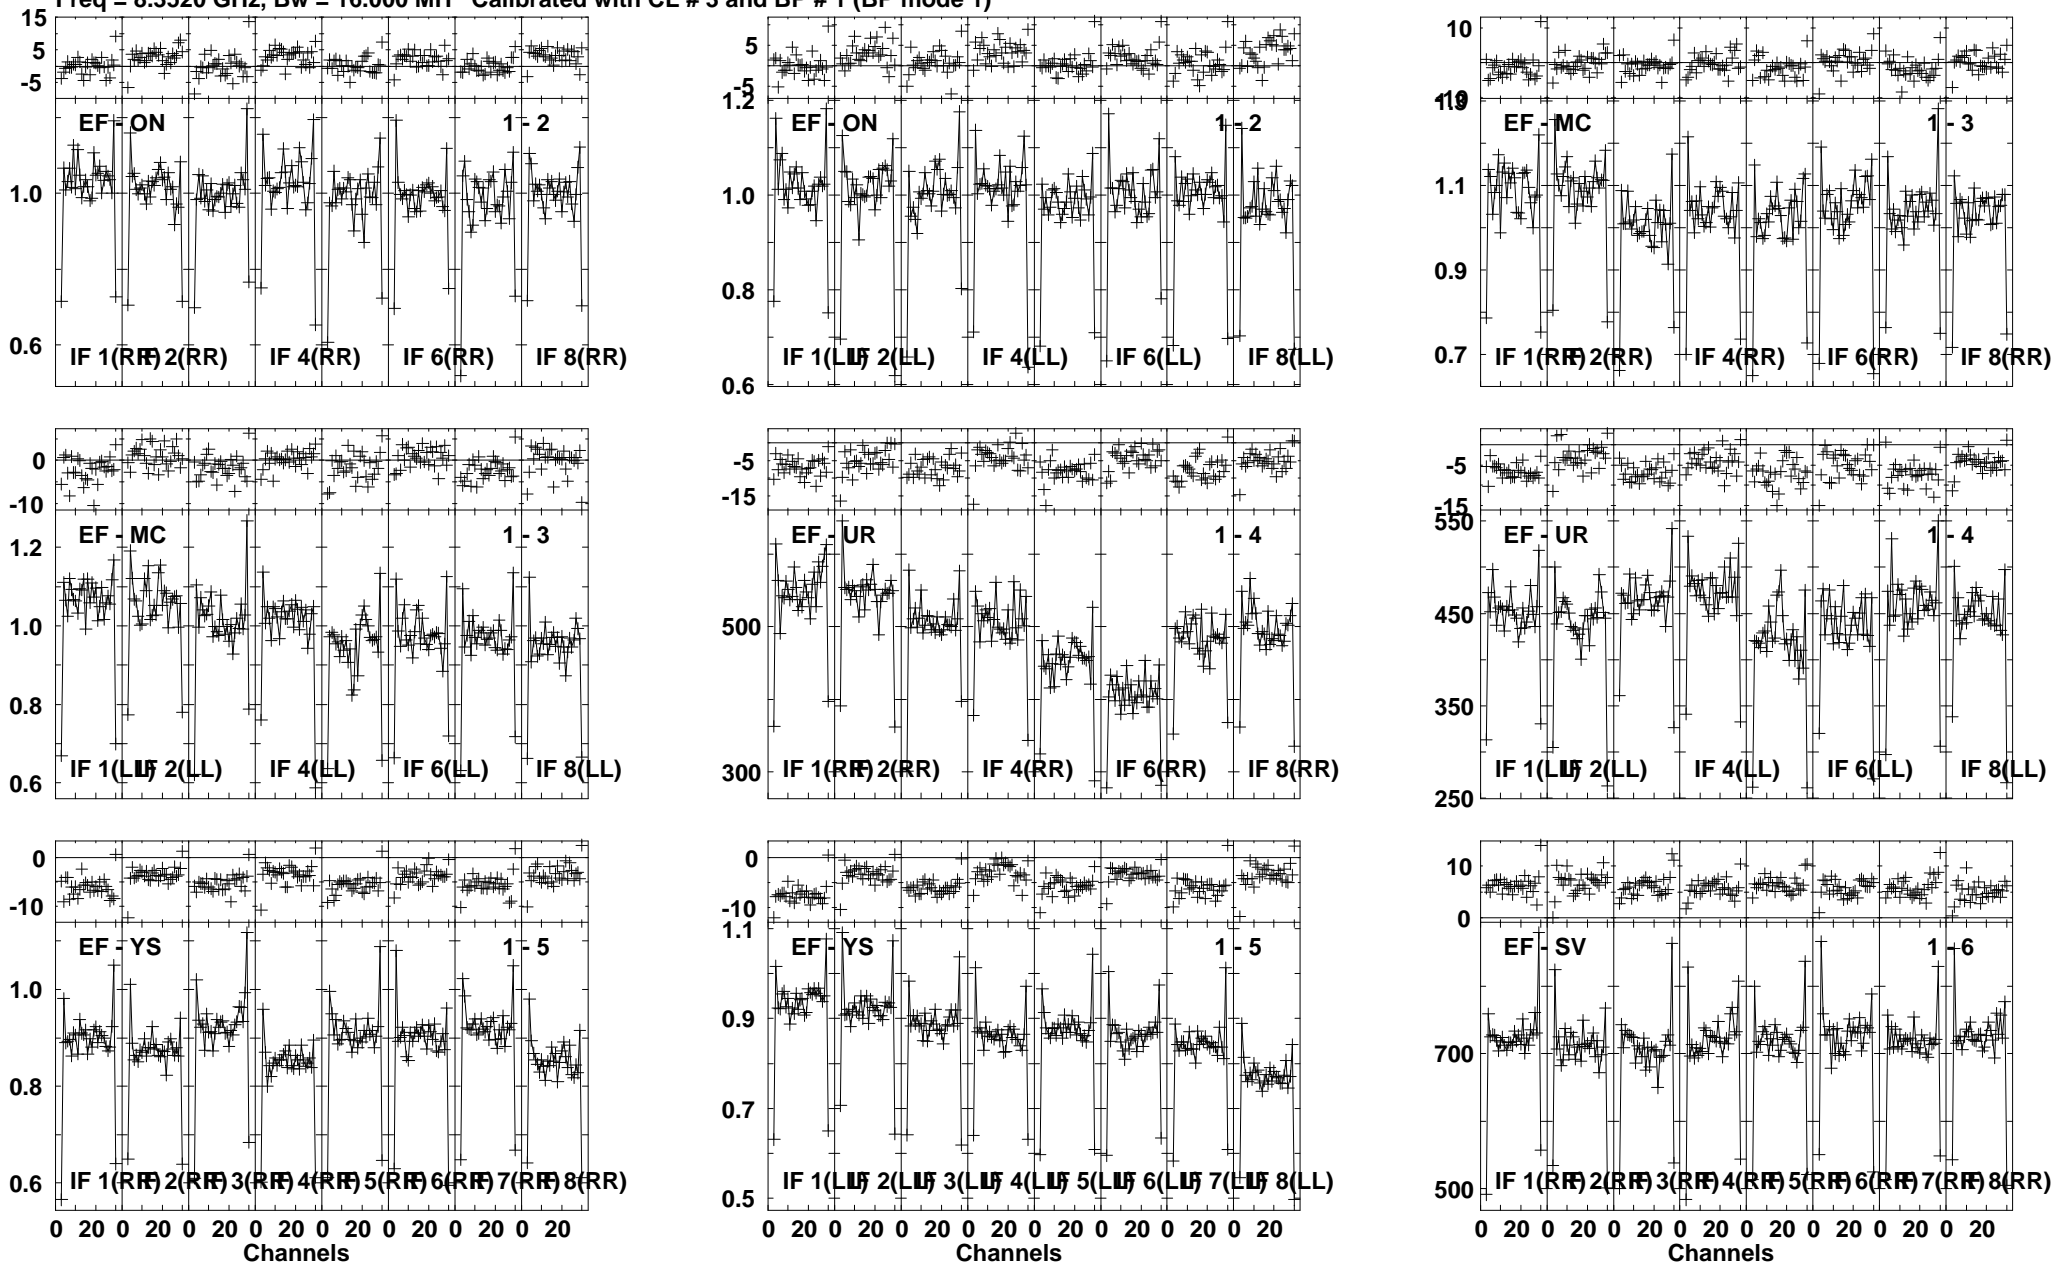 Freq = 8.3520 GHz, Bw = 16.000 MH Calibrated with CL # 3 and BP # 1 (BP mode 1)
15
5
-5
5
-5
10
-10
EF - ON 1 - 2
EF - ON 1 - 2
EF - MC 1 - 3
1.0
0.6
1.2
1.0
0.8
0.6
1.3
1.1
0.9
0.7
IF 1(RR) IF 2(RR) IF 4(RR) IF 6(RR) IF 8(RR)
IF 1(LL) IF 2(LL) IF 4(LL) IF 6(LL) IF 8(LL)
IF 1(RR) IF 2(RR) IF 4(RR) IF 6(RR) IF 8(RR)
0
-10
-5
-15
-5
-15
EF - MC 1 - 3
EF - UR 1 - 4
EF - UR 1 - 4
1.2
1.0
0.8
0.6
500
300
550
450
350
250
IF 1(LL) IF 2(LL) IF 4(LL) IF 6(LL) IF 8(LL)
IF 1(RR) IF 2(RR) IF 4(RR) IF 6(RR) IF 8(RR)
IF 1(LL) IF 2(LL) IF 4(LL) IF 6(LL) IF 8(LL)
0
-10
0
-10
10
0
EF - YS 1 - 5
EF - YS 1 - 5
EF - SV 1 - 6
1.0
0.8
0.6
1.1
0.9
0.7
0.5
700
500
IF 1(RR) IF 2(RR) IF 3(RR) IF 4(RR) IF 5(RR) IF 6(RR) IF 7(RR) IF 8(RR)
IF 1(LL) IF 2(LL) IF 3(LL) IF 4(LL) IF 5(LL) IF 6(LL) IF 7(LL) IF 8(LL)
IF 1(RR) IF 2(RR) IF 3(RR) IF 4(RR) IF 5(RR) IF 6(RR) IF 7(RR) IF 8(RR)
0 20 0 20 0 20 0 20 0 20 0 20 0 20 0 20
0 20 0 20 0 20 0 20 0 20 0 20 0 20 0 20
0 20 0 20 0 20 0 20 0 20 0 20 0 20 0 20
Channels
Channels
Channels